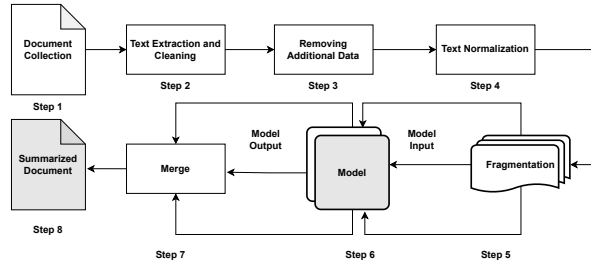 Document
Collection
Text Extraction and
Cleaning
Removing
Additional Data
Text Normalization
Step 1
Step 2
Step 3
Step 4
Summarized
Document
Merge
Model
Output
Model
Model
Input
Fragmentation
Step 8
Step 7
Step 6
Step 5